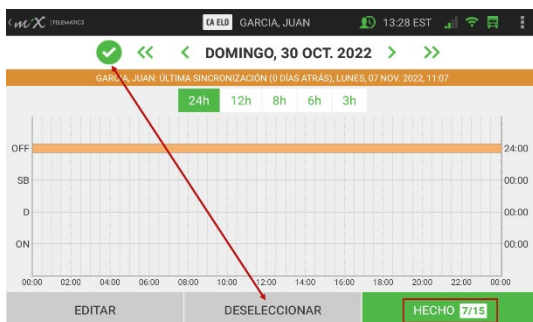 mX TELEMATICS CA ELD GARCIA, JUAN 13:28 EST
<< < DOMINGO, 30 OCT. 2022 > >>
GARCIA, JUAN: ÚLTIMA SINCRONIZACIÓN (0 DÍAS ATRÁS), LUNES, 07 NOV. 2022, 11:07
24h 12h 8h 6h 3h
OFF 24:00
SB 00:00
D 00:00
ON 00:00
00:00 02:00 04:00 06:00 08:00 10:00 12:00 14:00 16:00 18:00 20:00 22:00 00:00
EDITAR DESELECCIONAR HECHO 7/15